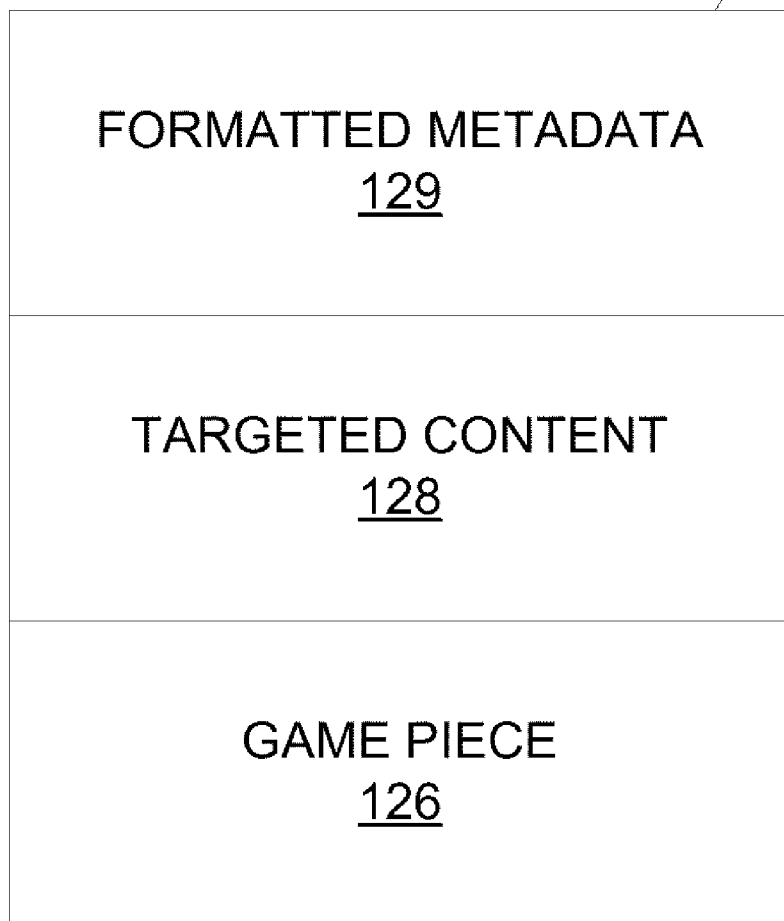 FORMATTED METADATA
129
TARGETED CONTENT
128
GAME PIECE
126